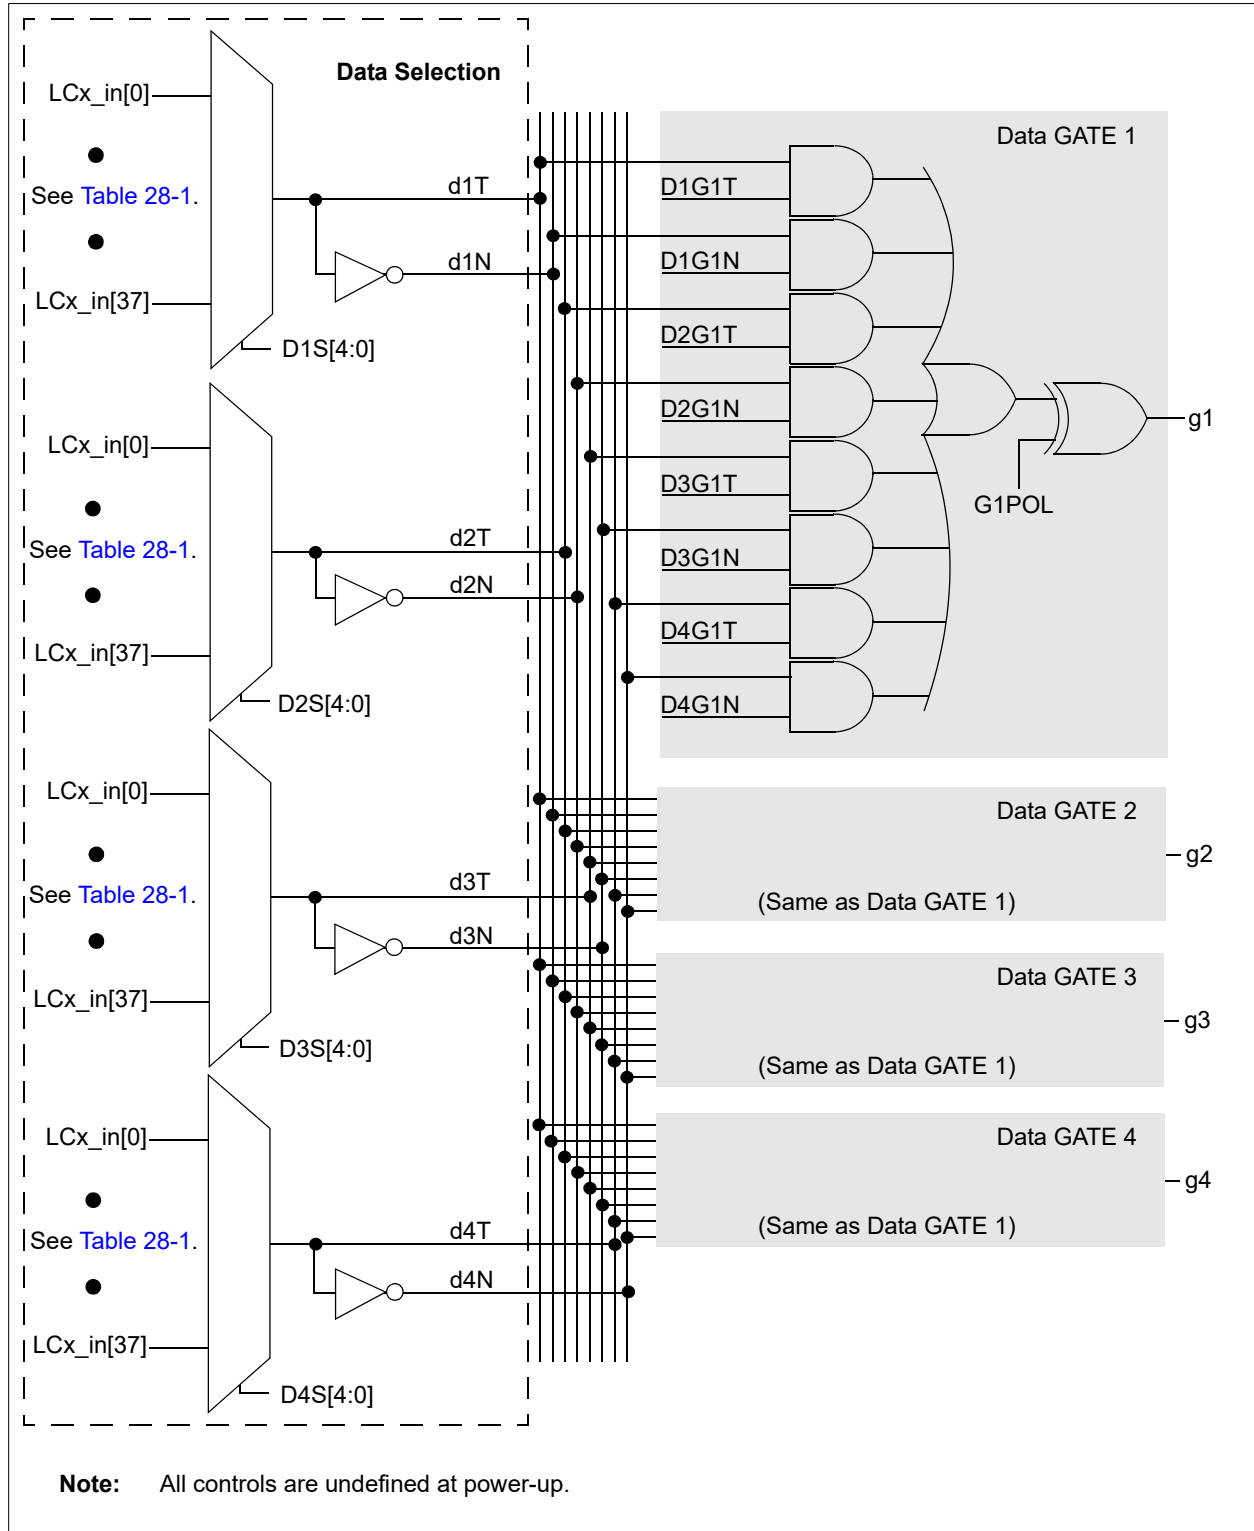 Data Selection
LCx_in[0]
See Table 28-1.
LCx_in[37]
d1T
d1N
D1S[4:0]
LCx_in[0]
See Table 28-1.
LCx_in[37]
d2T
d2N
D2S[4:0]
LCx_in[0]
See Table 28-1.
LCx_in[37]
d3T
d3N
D3S[4:0]
LCx_in[0]
See Table 28-1.
LCx_in[37]
d4T
d4N
D4S[4:0]
Data GATE 1
D1G1T
D1G1N
D2G1T
D2G1N
D3G1T
D3G1N
D4G1T
D4G1N
G1POL
g1
Data GATE 2
(Same as Data GATE 1)
g2
Data GATE 3
(Same as Data GATE 1)
g3
Data GATE 4
(Same as Data GATE 1)
g4
Note: All controls are undefined at power-up.